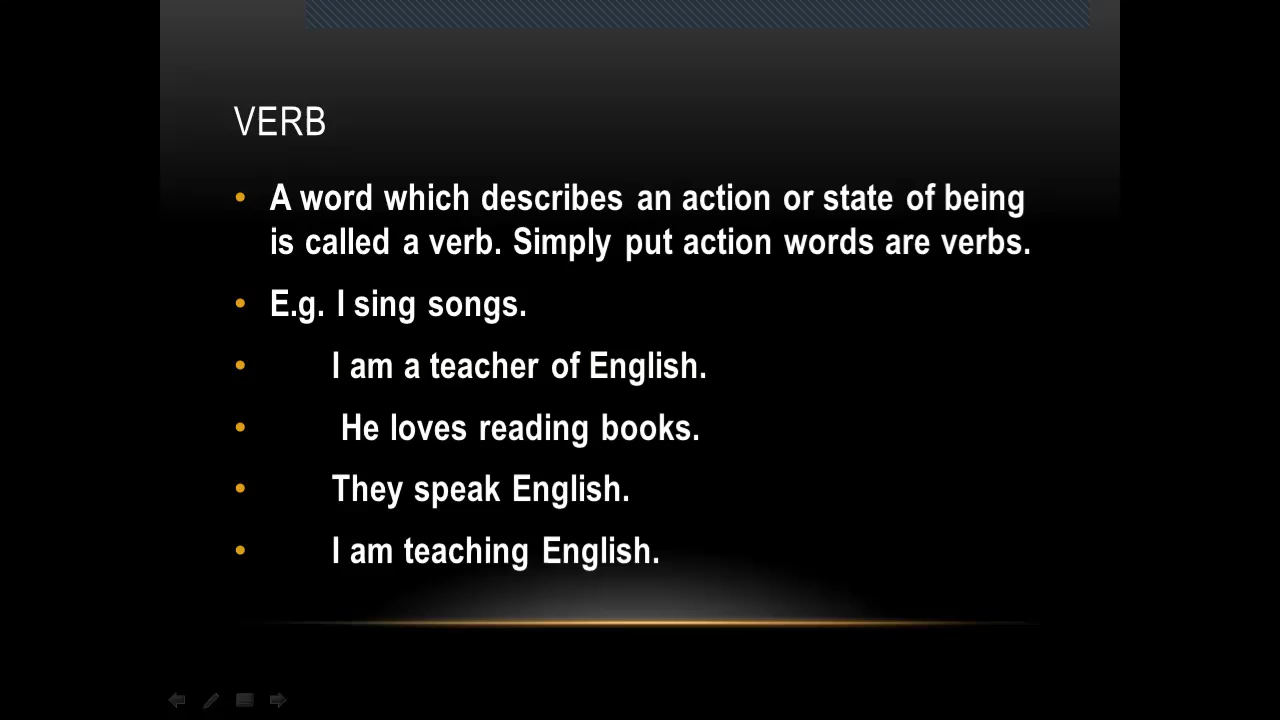 VERB
• A word which describes an action or state of being
is called a verb. Simply put action words are verbs.
• E.g. I sing songs.
• I am a teacher of English.
• He loves reading books.
• They speak English.
• I am teaching English.